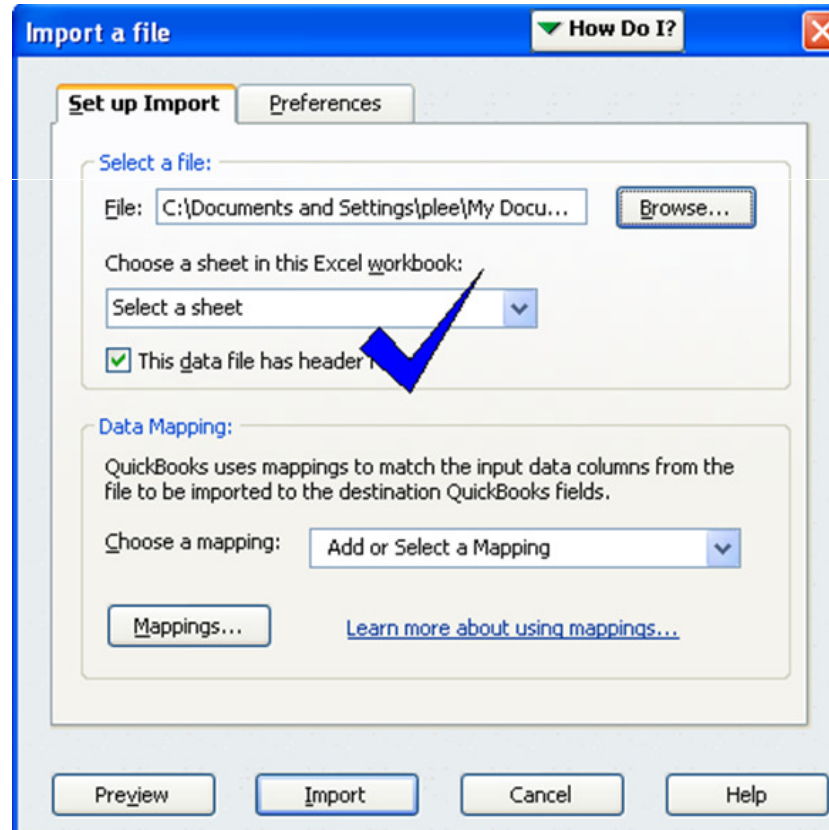 Import a file
How Do I?
Set up Import
Preferences
Select a file:
File:
C:\Documents and Settings\plee\My Docu...
Browse...
Choose a sheet in this Excel workbook:
Select a sheet
This data file has header
Data Mapping:
QuickBooks uses mappings to match the input data columns from the
file to be imported to the destination QuickBooks fields.
Choose a mapping:
Add or Select a Mapping
Mappings...
Learn more about using mappings...
Preview
Import
Cancel
Help